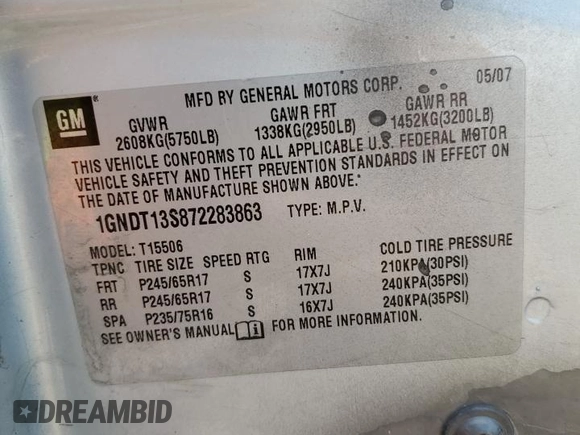 MFD BY GENERAL MOTORS CORP. 05/07
GM®
GVWR GAWR FRT GAWR RR
2608KG(5750LB) 1338KG(2950LB) 1452KG(3200LB)
THIS VEHICLE CONFORMS TO ALL APPLICABLE U.S. FEDERAL MOTOR
VEHICLE SAFETY AND THEFT PREVENTION STANDARDS IN EFFECT ON
THE DATE OF MANUFACTURE SHOWN ABOVE.
1GNDT13S872283863 TYPE: M.P.V.
MODEL: T15506
TPNC TIRE SIZE SPEED RTG RIM COLD TIRE PRESSURE
FRT P245/65R17 S 17X7J 210KPA(30PSI)
RR P245/65R17 S 17X7J 240KPA(35PSI)
SPA P235/75R16 S 16X7J 240KPA(35PSI)
SEE OWNER'S MANUAL FOR MORE INFORMATION.
DREAMBID